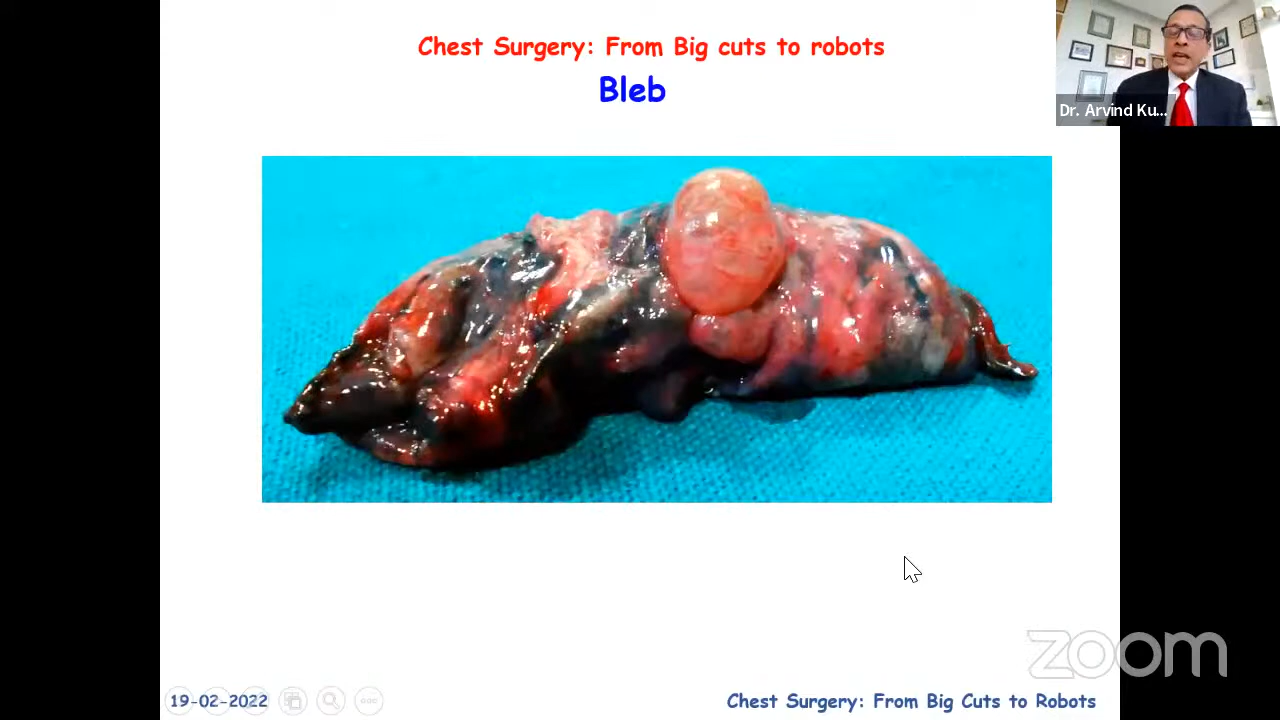 Chest Surgery: From Big cuts to robots
Bleb
Dr. Arvind Ku...
zoom
19-02-2022
Chest Surgery: From Big Cuts to Robots